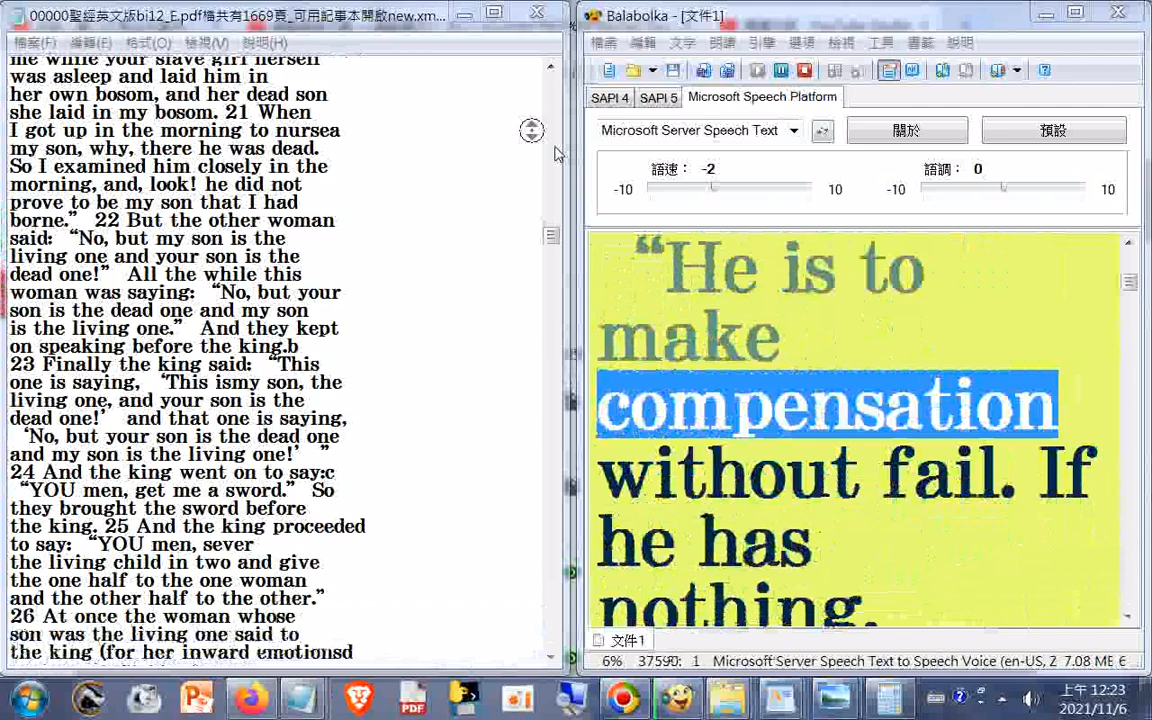 00000聖經英文版bi12_E.pdf檔共有1669頁_可用記事本開啟new.xm...
檔案(F) 編輯(E) 格式(O) 檢視(V) 說明(H)
me while your slave girl herself
was asleep and laid him in
her own bosom, and her dead son
she laid in my bosom. 21 When
I got up in the morning to nursea
my son, why, there he was dead.
So I examined him closely in the
morning, and, look! he did not
prove to be my son that I had
borne.” 22 But the other woman
said: “No, but my son is the
living one and your son is the
dead one!” All the while this
woman was saying: “No, but your
son is the dead one and my son
is the living one.” And they kept
on speaking before the king.b
23 Finally the king said: “This
one is saying, ‘This ismy son, the
living one, and your son is the
dead one!’ and that one is saying,
‘No, but your son is the dead one
and my son is the living one!’ ”
24 And the king went on to say:c
“YOU men, get me a sword.” So
they brought the sword before
the king. 25 And the king proceeded
to say: “YOU men, sever
the living child in two and give
the one half to the one woman
and the other half to the other.”
26 At once the woman whose
son was the living one said to
the king (for her inward emotionsd
Balabolka - [文件1]
檔案 編輯 文字 朗讀 引擎 選項 檢視 工具 書籤 說明
SAPI 4 SAPI 5 Microsoft Speech Platform
Microsoft Server Speech Text 關於 預設
語速： -2 語調： 0
-10 10 -10 10
“He is to
make
compensation
without fail. If
he has
nothing,
文件1
6% 37590: 1 Microsoft Server Speech Text to Speech Voice (en-US, 2 7.08 MB 6
PDF
上午 12:23
2021/11/6